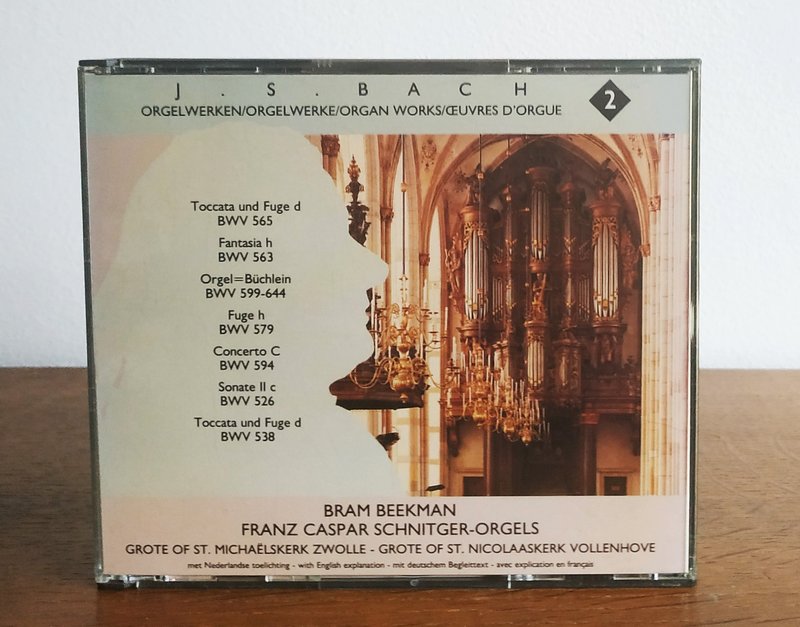 J . S . BACH
ORGELWERKEN/ORGELWERKE/ORGAN WORKS/ŒUVRES D'ORGUE
2
Toccata und Fuge d
BWV 565
Fantasia h
BWV 563
Orgel=Büchlein
BWV 599-644
Fuge h
BWV 579
Concerto C
BWV 594
Sonate II c
BWV 526
Toccata und Fuge d
BWV 538
BRAM BEEKMAN
FRANZ CASPAR SCHNITGER-ORGELS
GROTE OF ST. MICHAËLSKERK ZWOLLE - GROTE OF ST. NICOLAASKERK VOLLENHOVE
met Nederlandse toelichting - with English explanation - mit deutschem Begleittext - avec explication en français